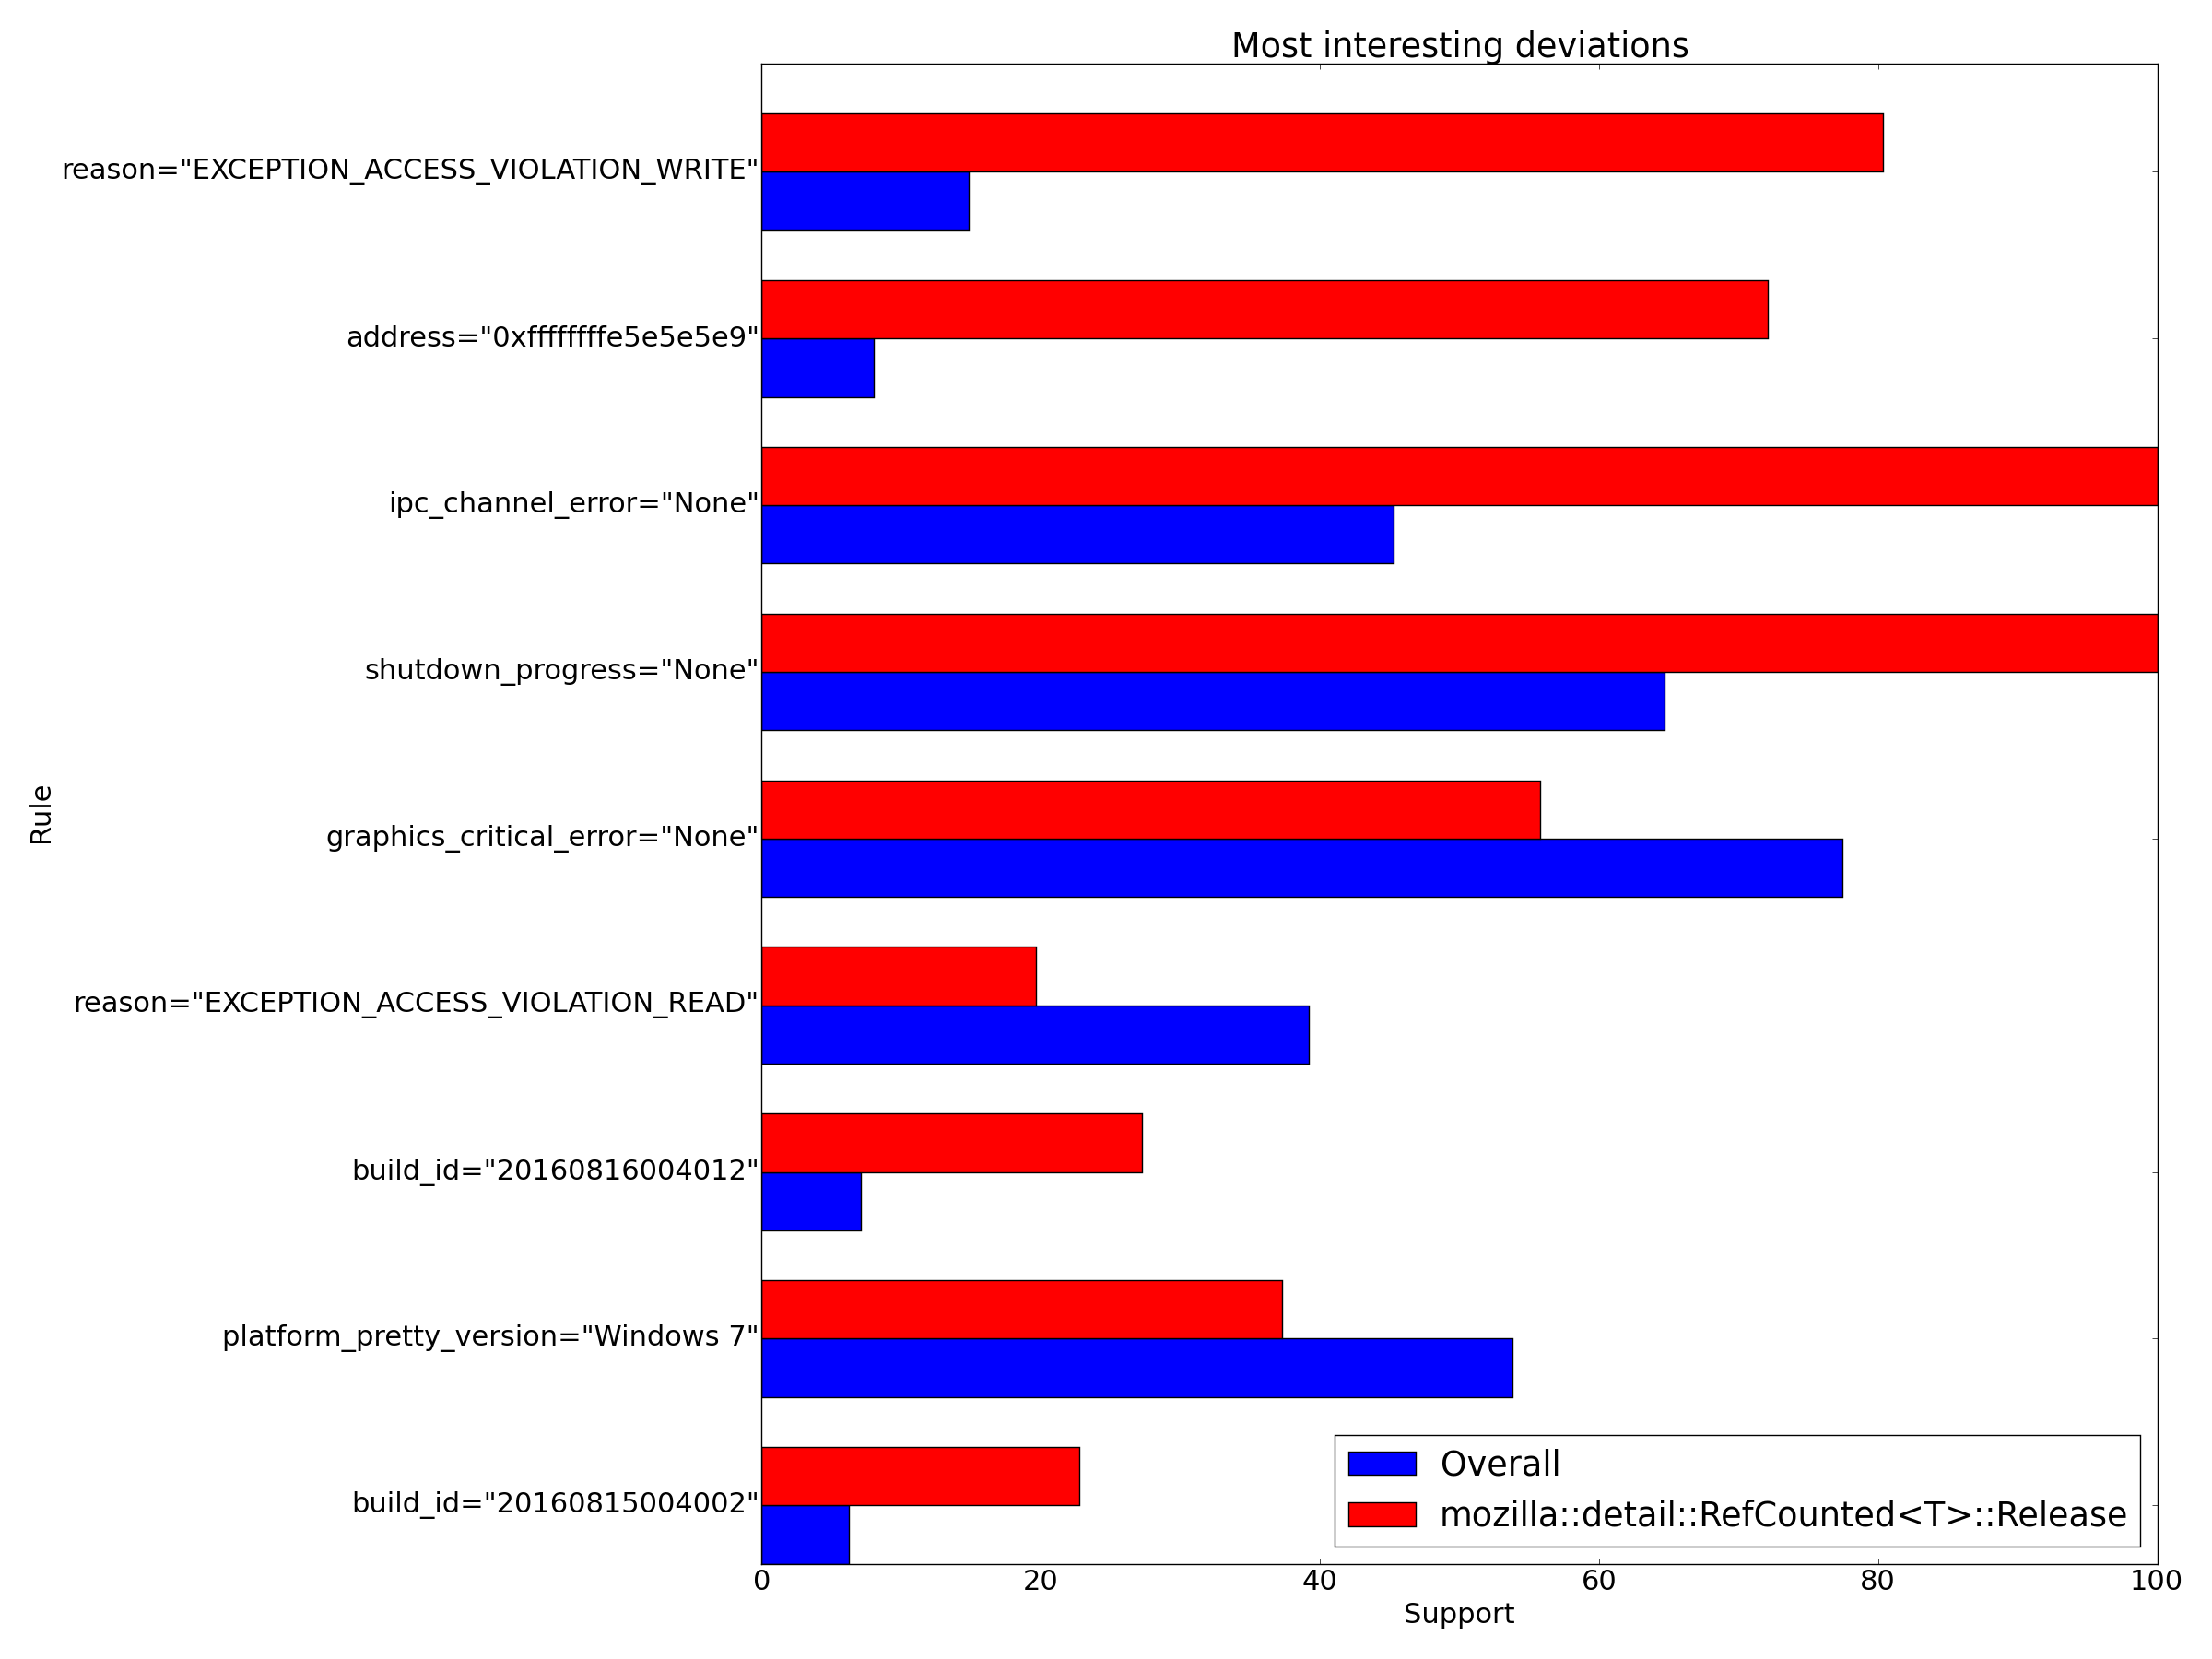 Most interesting deviations
reason="EXCEPTION_ACCESS_VIOLATION_WRITE"
address="0xffffffffe5e5e5e9"
ipc_channel_error="None"
shutdown_progress="None"
graphics_critical_error="None"
reason="EXCEPTION_ACCESS_VIOLATION_READ"
build_id="20160816004012"
platform_pretty_version="Windows 7"
build_id="20160815004002"
Rule
Overall
mozilla::detail::RefCounted<T>::Release
0 20 40 60 80 100
Support